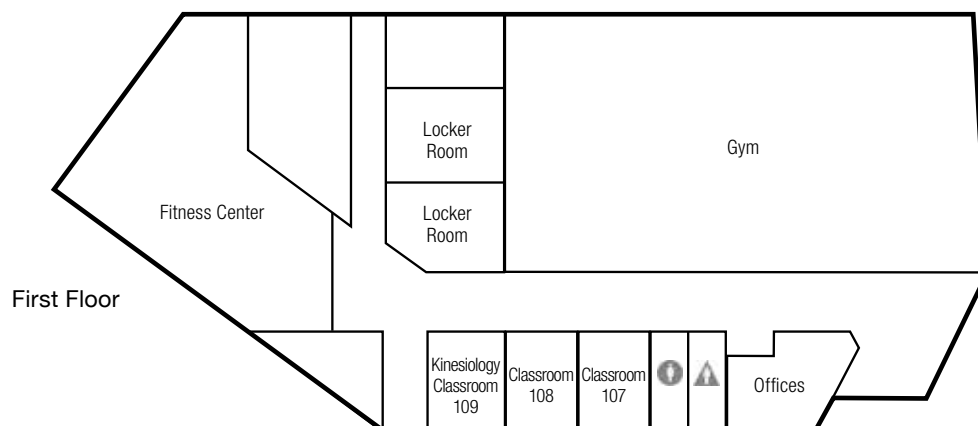 Locker
Room
Gym
Fitness Center
Locker
Room
First Floor
Kinesiology
Classroom
109
Classroom
108
Classroom
107
Offices